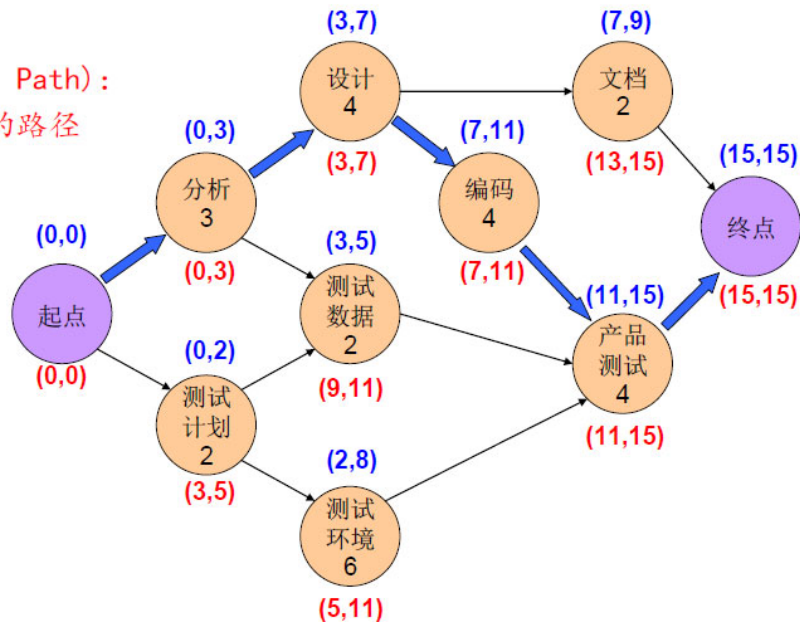 Path):
的路径
(3,7)
设计
4
(3,7)
(7,9)
文档
2
(13,15)
(0,3)
分析
3
(0,3)
(7,11)
编码
4
(7,11)
(15,15)
终点
(15,15)
(0,0)
起点
(0,0)
(3,5)
测试
数据
2
(9,11)
(11,15)
产品
测试
4
(11,15)
(0,2)
测试
计划
2
(3,5)
(2,8)
测试
环境
6
(5,11)